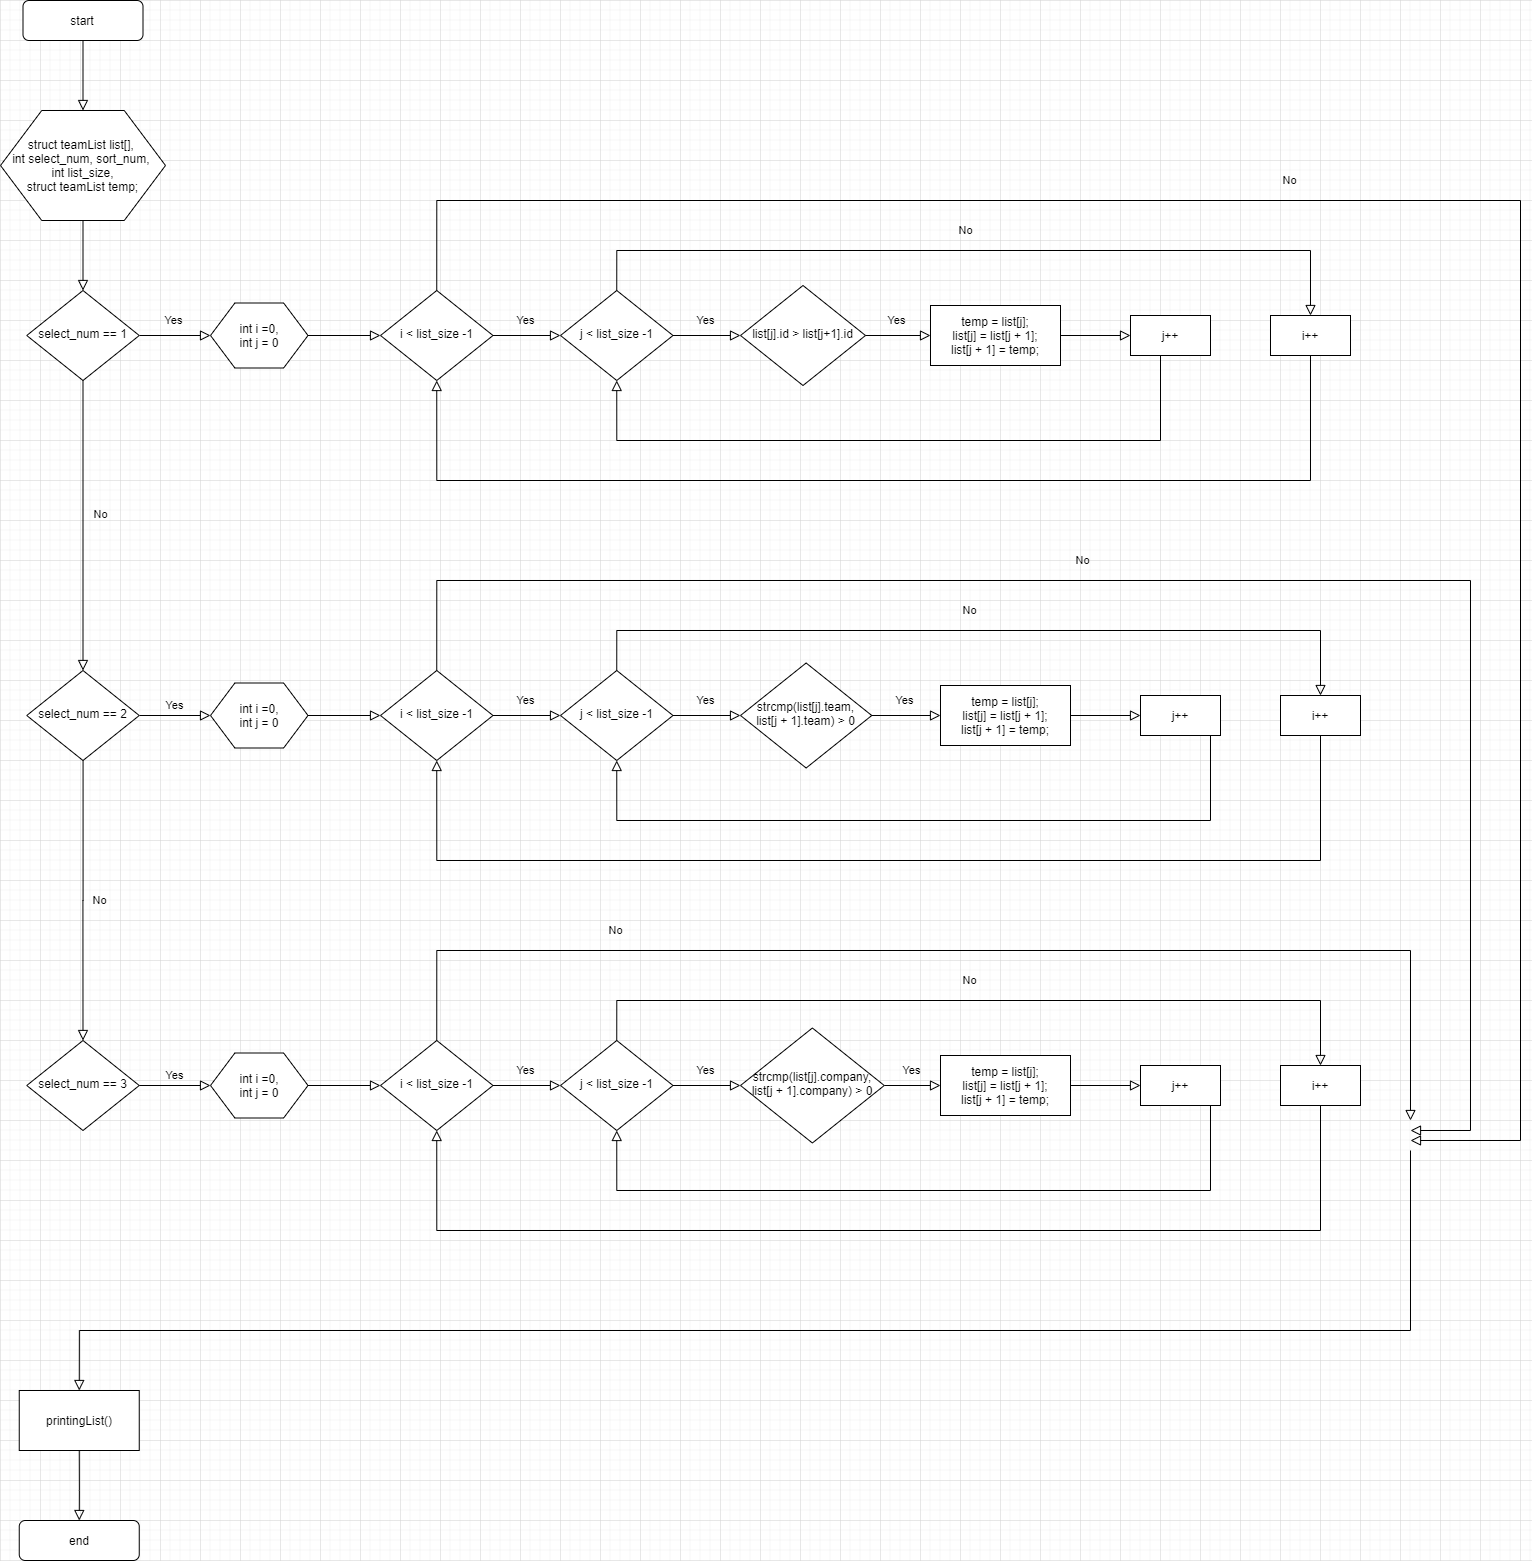 start
struct teamList list[],
int select_num, sort_num,
int list_size,
struct teamList temp;
No
No
select_num == 1
Yes
int i =0,
int j = 0
i < list_size -1
Yes
j < list_size -1
Yes
list[j].id > list[j+1].id
Yes
temp = list[j];
list[j] = list[j + 1];
list[j + 1] = temp;
j++
i++
No
No
No
select_num == 2
Yes
int i =0,
int j = 0
i < list_size -1
Yes
j < list_size -1
Yes
strcmp(list[j].team,
list[j + 1].team) > 0
Yes
temp = list[j];
list[j] = list[j + 1];
list[j + 1] = temp;
j++
i++
No
No
No
select_num == 3
Yes
int i =0,
int j = 0
i < list_size -1
Yes
j < list_size -1
Yes
strcmp(list[j].company,
list[j + 1].company) > 0
Yes
temp = list[j];
list[j] = list[j + 1];
list[j + 1] = temp;
j++
i++
printingList()
end